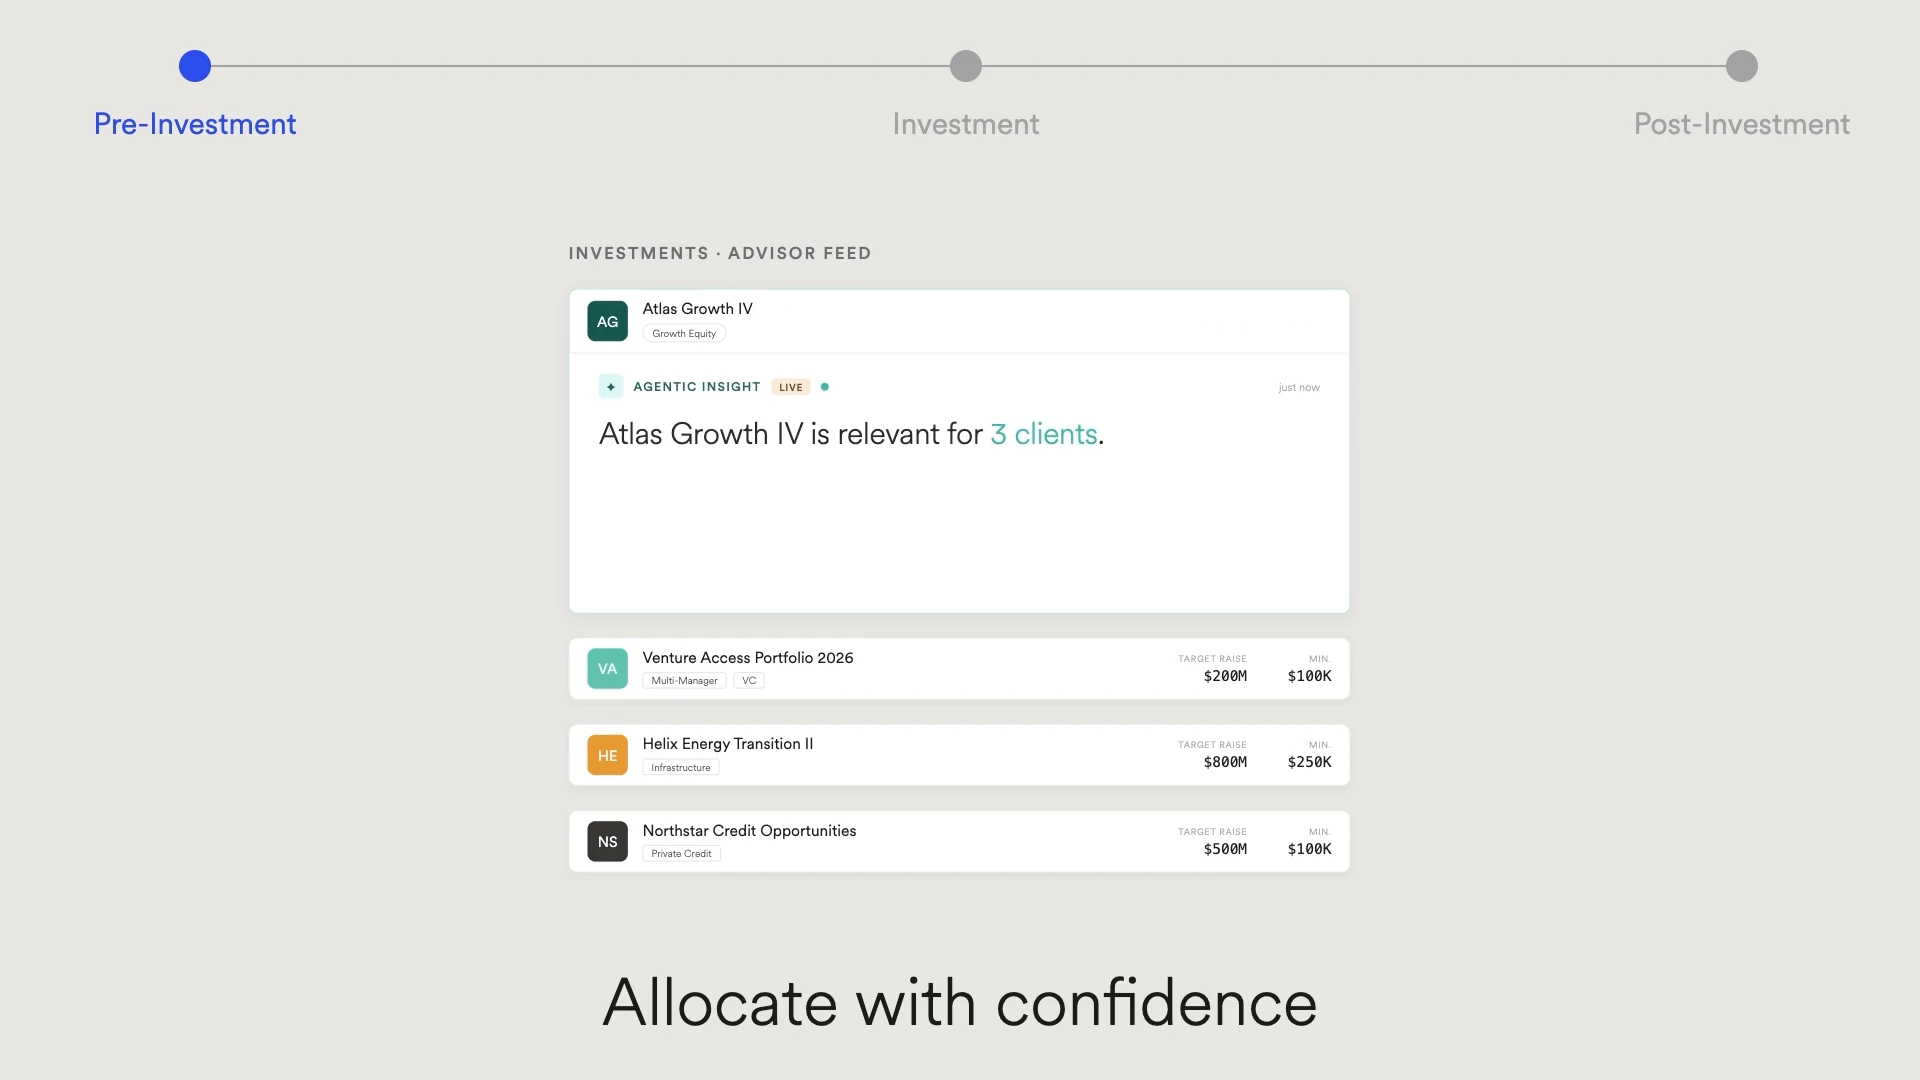 Pre-Investment
Investment
Post-Investment
INVESTMENTS · ADVISOR FEED
AG
Atlas Growth IV
Growth Equity
AGENTIC INSIGHT LIVE
just now
Atlas Growth IV is relevant for 3 clients.
VA
Venture Access Portfolio 2026
Multi-Manager VC
TARGET RAISE MIN.
$200M $100K
HE
Helix Energy Transition II
Infrastructure
TARGET RAISE MIN.
$800M $250K
NS
Northstar Credit Opportunities
Private Credit
TARGET RAISE MIN.
$500M $100K
Allocate with confidence